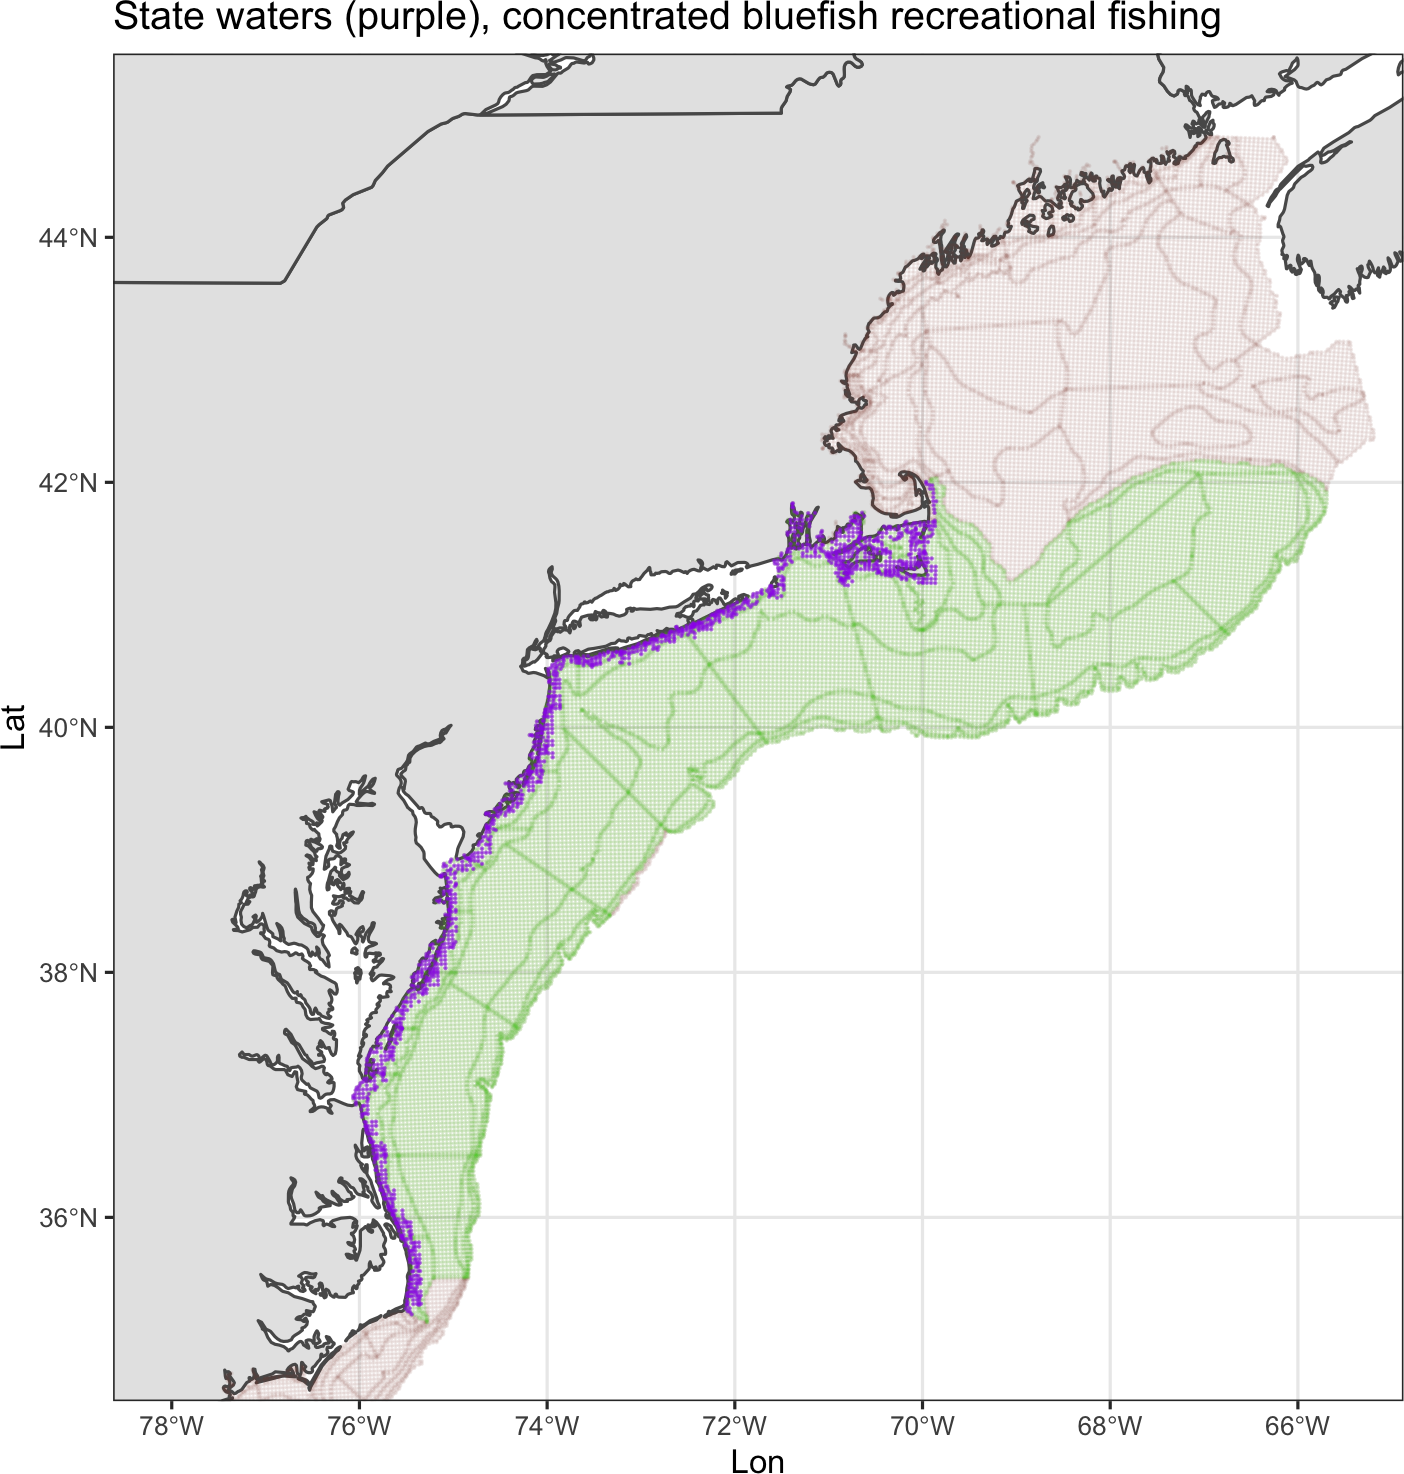 State waters (purple), concentrated bluefish recreational fishing
44°N
42°N
40°N
38°N
36°N
Lat
78°W 76°W 74°W 72°W 70°W 68°W 66°W
Lon